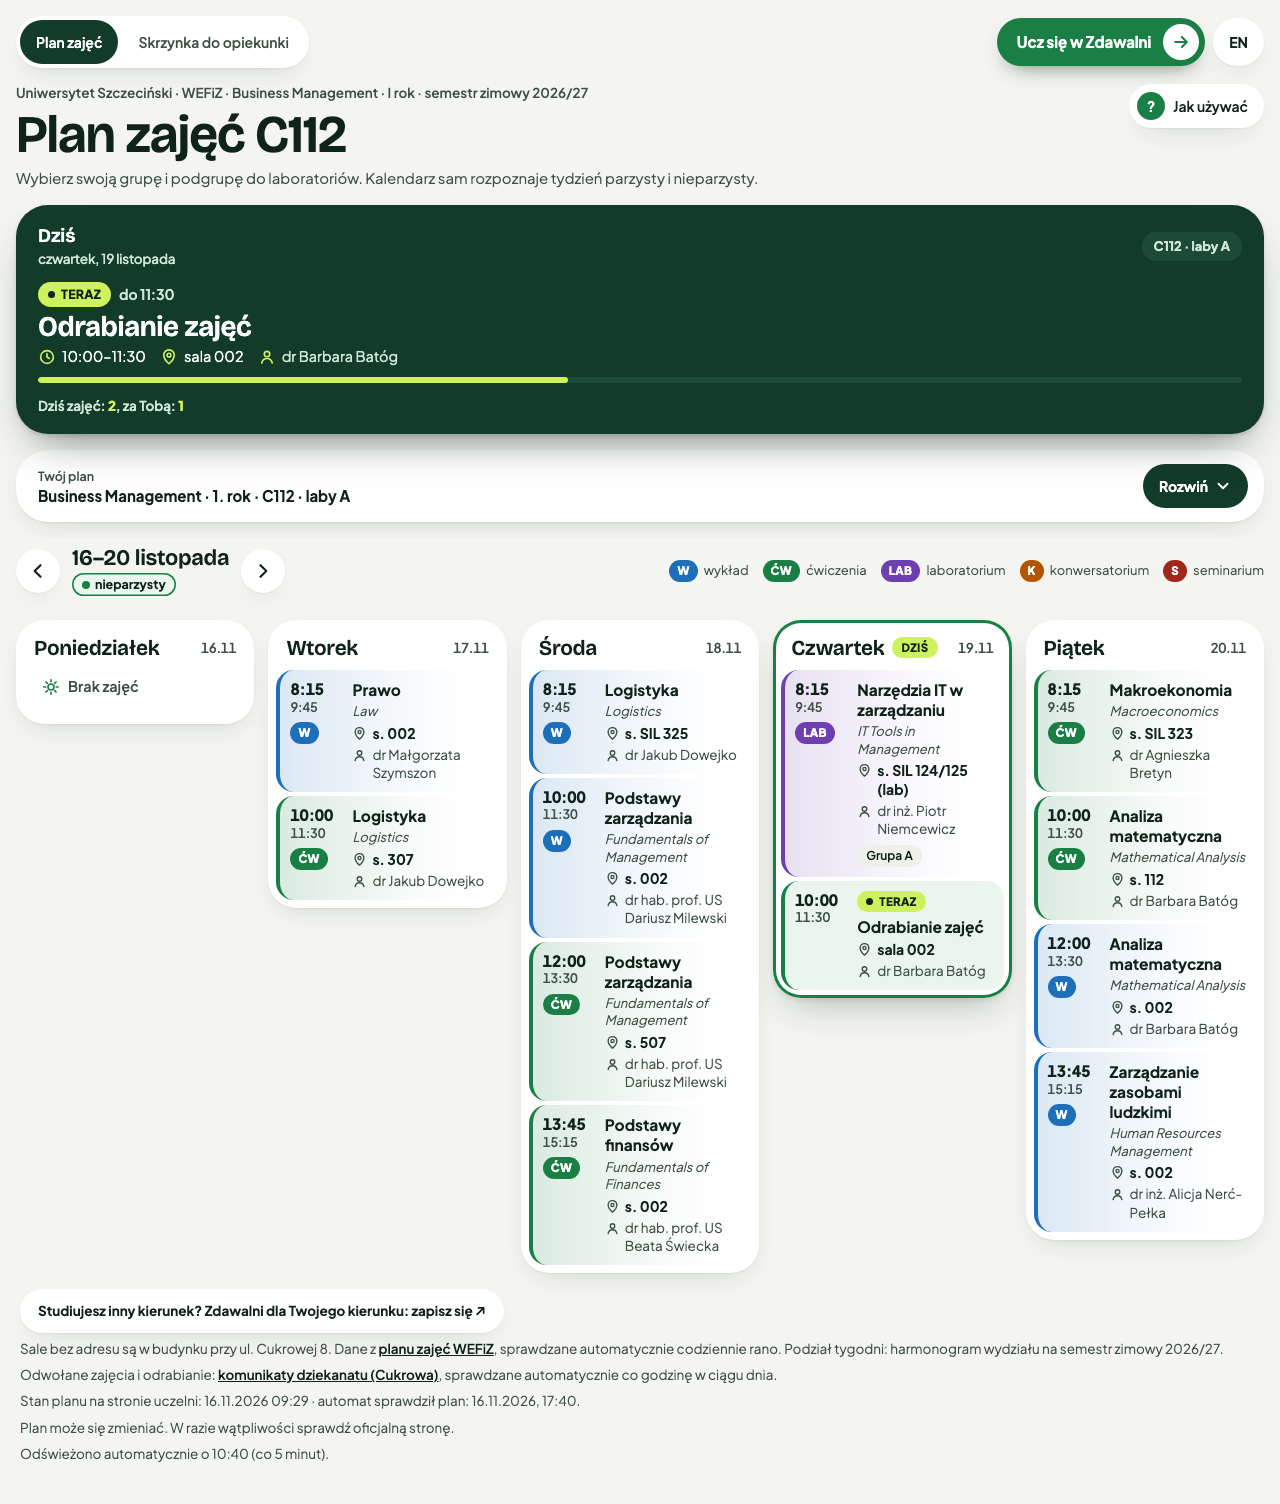 Plan zajęć
Skrzynka do opiekunki
Ucz się w Zdawalni
EN
Uniwersytet Szczeciński · WEFiZ · Business Management · I rok · semestr zimowy 2026/27
Plan zajęć C112
? Jak używać
Wybierz swoją grupę i podgrupę do laboratoriów. Kalendarz sam rozpoznaje tydzień parzysty i nieparzysty.
Dziś
czwartek, 19 listopada
C112 · laby A
TERAZ do 11:30
Odrabianie zajęć
10:00–11:30 sala 002 dr Barbara Batóg
Dziś zajęć: 2, za Tobą: 1
Twój plan
Business Management · 1. rok · C112 · laby A
Rozwiń
16–20 listopada
nieparzysty
W wykład ĆW ćwiczenia LAB laboratorium K konwersatorium S seminarium
Poniedziałek 16.11
Brak zajęć
Wtorek 17.11
8:15
9:45
W
Prawo
Law
s. 002
dr Małgorzata
Szymson
10:00
11:30
ĆW
Logistyka
Logistics
s. 307
dr Jakub Dowejko
Środa 18.11
8:15
9:45
W
Logistyka
Logistics
s. SIL 325
dr Jakub Dowejko
10:00
11:30
W
Podstawy
zarządzania
Fundamentals of
Management
s. 002
dr hab. prof. US
Dariusz Milewski
12:00
13:30
ĆW
Podstawy
zarządzania
Fundamentals of
Management
s. 507
dr hab. prof. US
Dariusz Milewski
13:45
15:15
ĆW
Podstawy
finansów
Fundamentals of
Finances
s. 002
dr hab. prof. US
Beata Świecka
Czwartek DZIŚ 19.11
8:15
9:45
LAB
Narzędzia IT w
zarządzaniu
IT Tools in
Management
s. SIL 124/125
(lab)
dr inż. Piotr
Niemcewicz
Grupa A
10:00
11:30
TERAZ
Odrabianie zajęć
sala 002
dr Barbara Batóg
Piątek 20.11
8:15
9:45
ĆW
Makroekonomia
Macroeconomics
s. SIL 323
dr Agnieszka
Bretyn
10:00
11:30
ĆW
Analiza
matematyczna
Mathematical Analysis
s. 112
dr Barbara Batóg
12:00
13:30
W
Analiza
matematyczna
Mathematical Analysis
s. 002
dr Barbara Batóg
13:45
15:15
W
Zarządzanie
zasobami
ludzkimi
Human Resources
Management
s. 002
dr inż. Alicja Nerć-
Pełka
Studiujesz inny kierunek? Zdawalni dla Twojego kierunku: zapisz się ↗
Sale bez adresu są w budynku przy ul. Cukrowej 8. Dane z planu zajęć WEFiZ, sprawdzane automatycznie codziennie rano. Podział tygodni: harmonogram wydziału na semestr zimowy 2026/27.
Odwołane zajęcia i odrabianie: komunikaty dziekanatu (Cukrowa), sprawdzane automatycznie co godzinę w ciągu dnia.
Stan planu na stronie uczelni: 16.11.2026 09:29 · automat sprawdził plan: 16.11.2026, 17:40.
Plan może się zmieniać. W razie wątpliwości sprawdź oficjalną stronę.
Odświeżono automatycznie o 10:40 (co 5 minut).